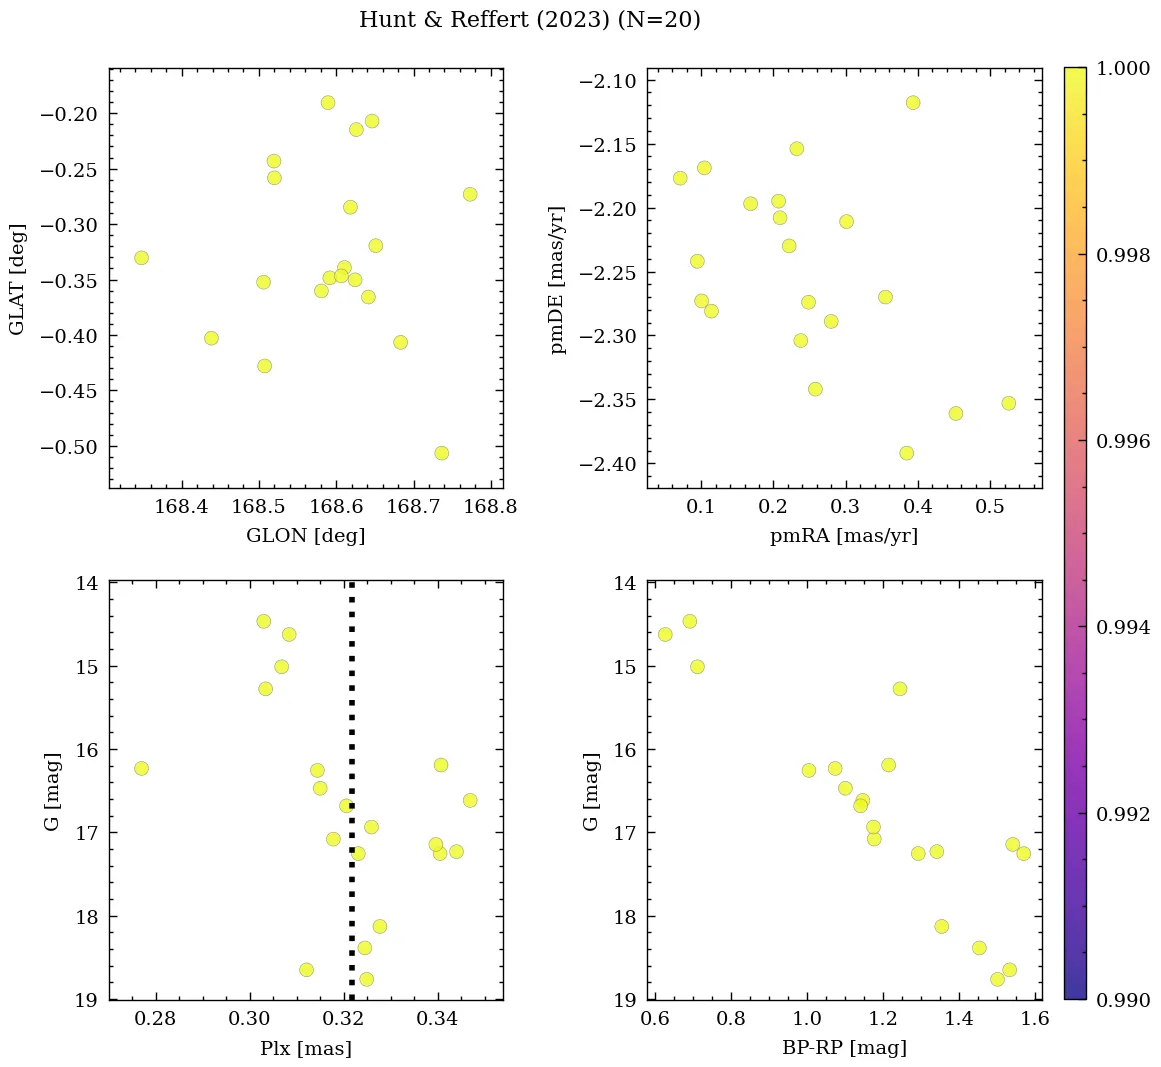 Hunt & Reffert (2023) (N=20)
−0.20
−0.25
−0.30
−0.35
−0.40
−0.45
−0.50
GLAT [deg]
168.4 168.5 168.6 168.7 168.8
GLON [deg]
−2.10
−2.15
−2.20
−2.25
−2.30
−2.35
−2.40
pmDE [mas/yr]
0.1 0.2 0.3 0.4 0.5
pmRA [mas/yr]
14
15
16
17
18
19
G [mag]
0.28 0.30 0.32 0.34
Plx [mas]
14
15
16
17
18
19
G [mag]
0.6 0.8 1.0 1.2 1.4 1.6
BP-RP [mag]
1.000
0.998
0.996
0.994
0.992
0.990